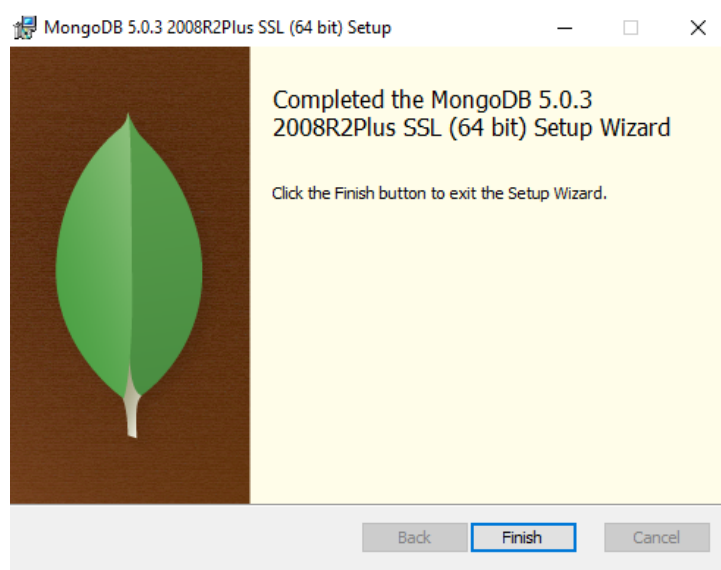 MongoDB 5.0.3 2008R2Plus SSL (64 bit) Setup
Completed the MongoDB 5.0.3
2008R2Plus SSL (64 bit) Setup Wizard
Click the Finish button to exit the Setup Wizard.
Back Finish Cancel